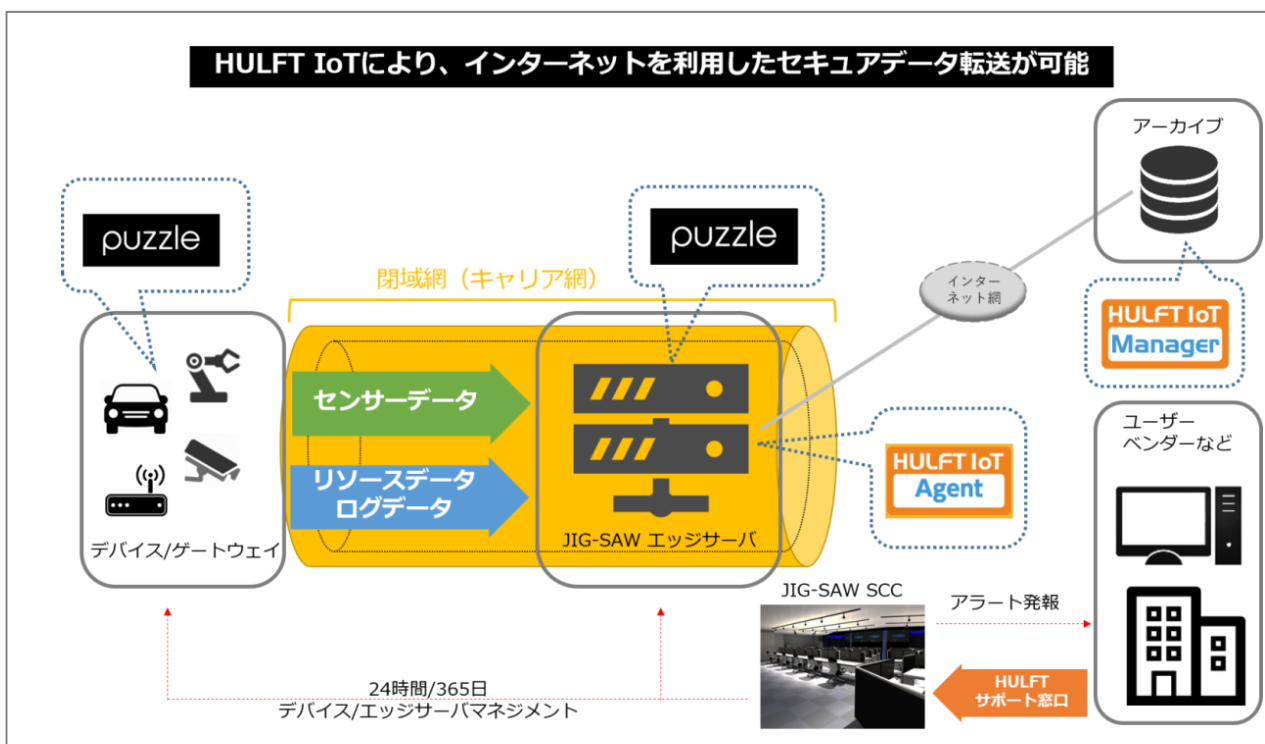 HULFT IoTにより、インターネットを利用したセキュアデータ転送が可能
アーカイブ
puzzle
puzzle
閉域網（キャリア網）
インター
ネット網
HULFT IoT
Manager
センサーデータ
リソースデータ
ログデータ
HULFT IoT
Agent
ユーザー
ベンダーなど
デバイス/ゲートウェイ
JIG-SAW エッジサーバ
JIG-SAW SCC
アラート発報
HULFT
サポート窓口
24時間/365日
デバイス/エッジサーバマネジメント